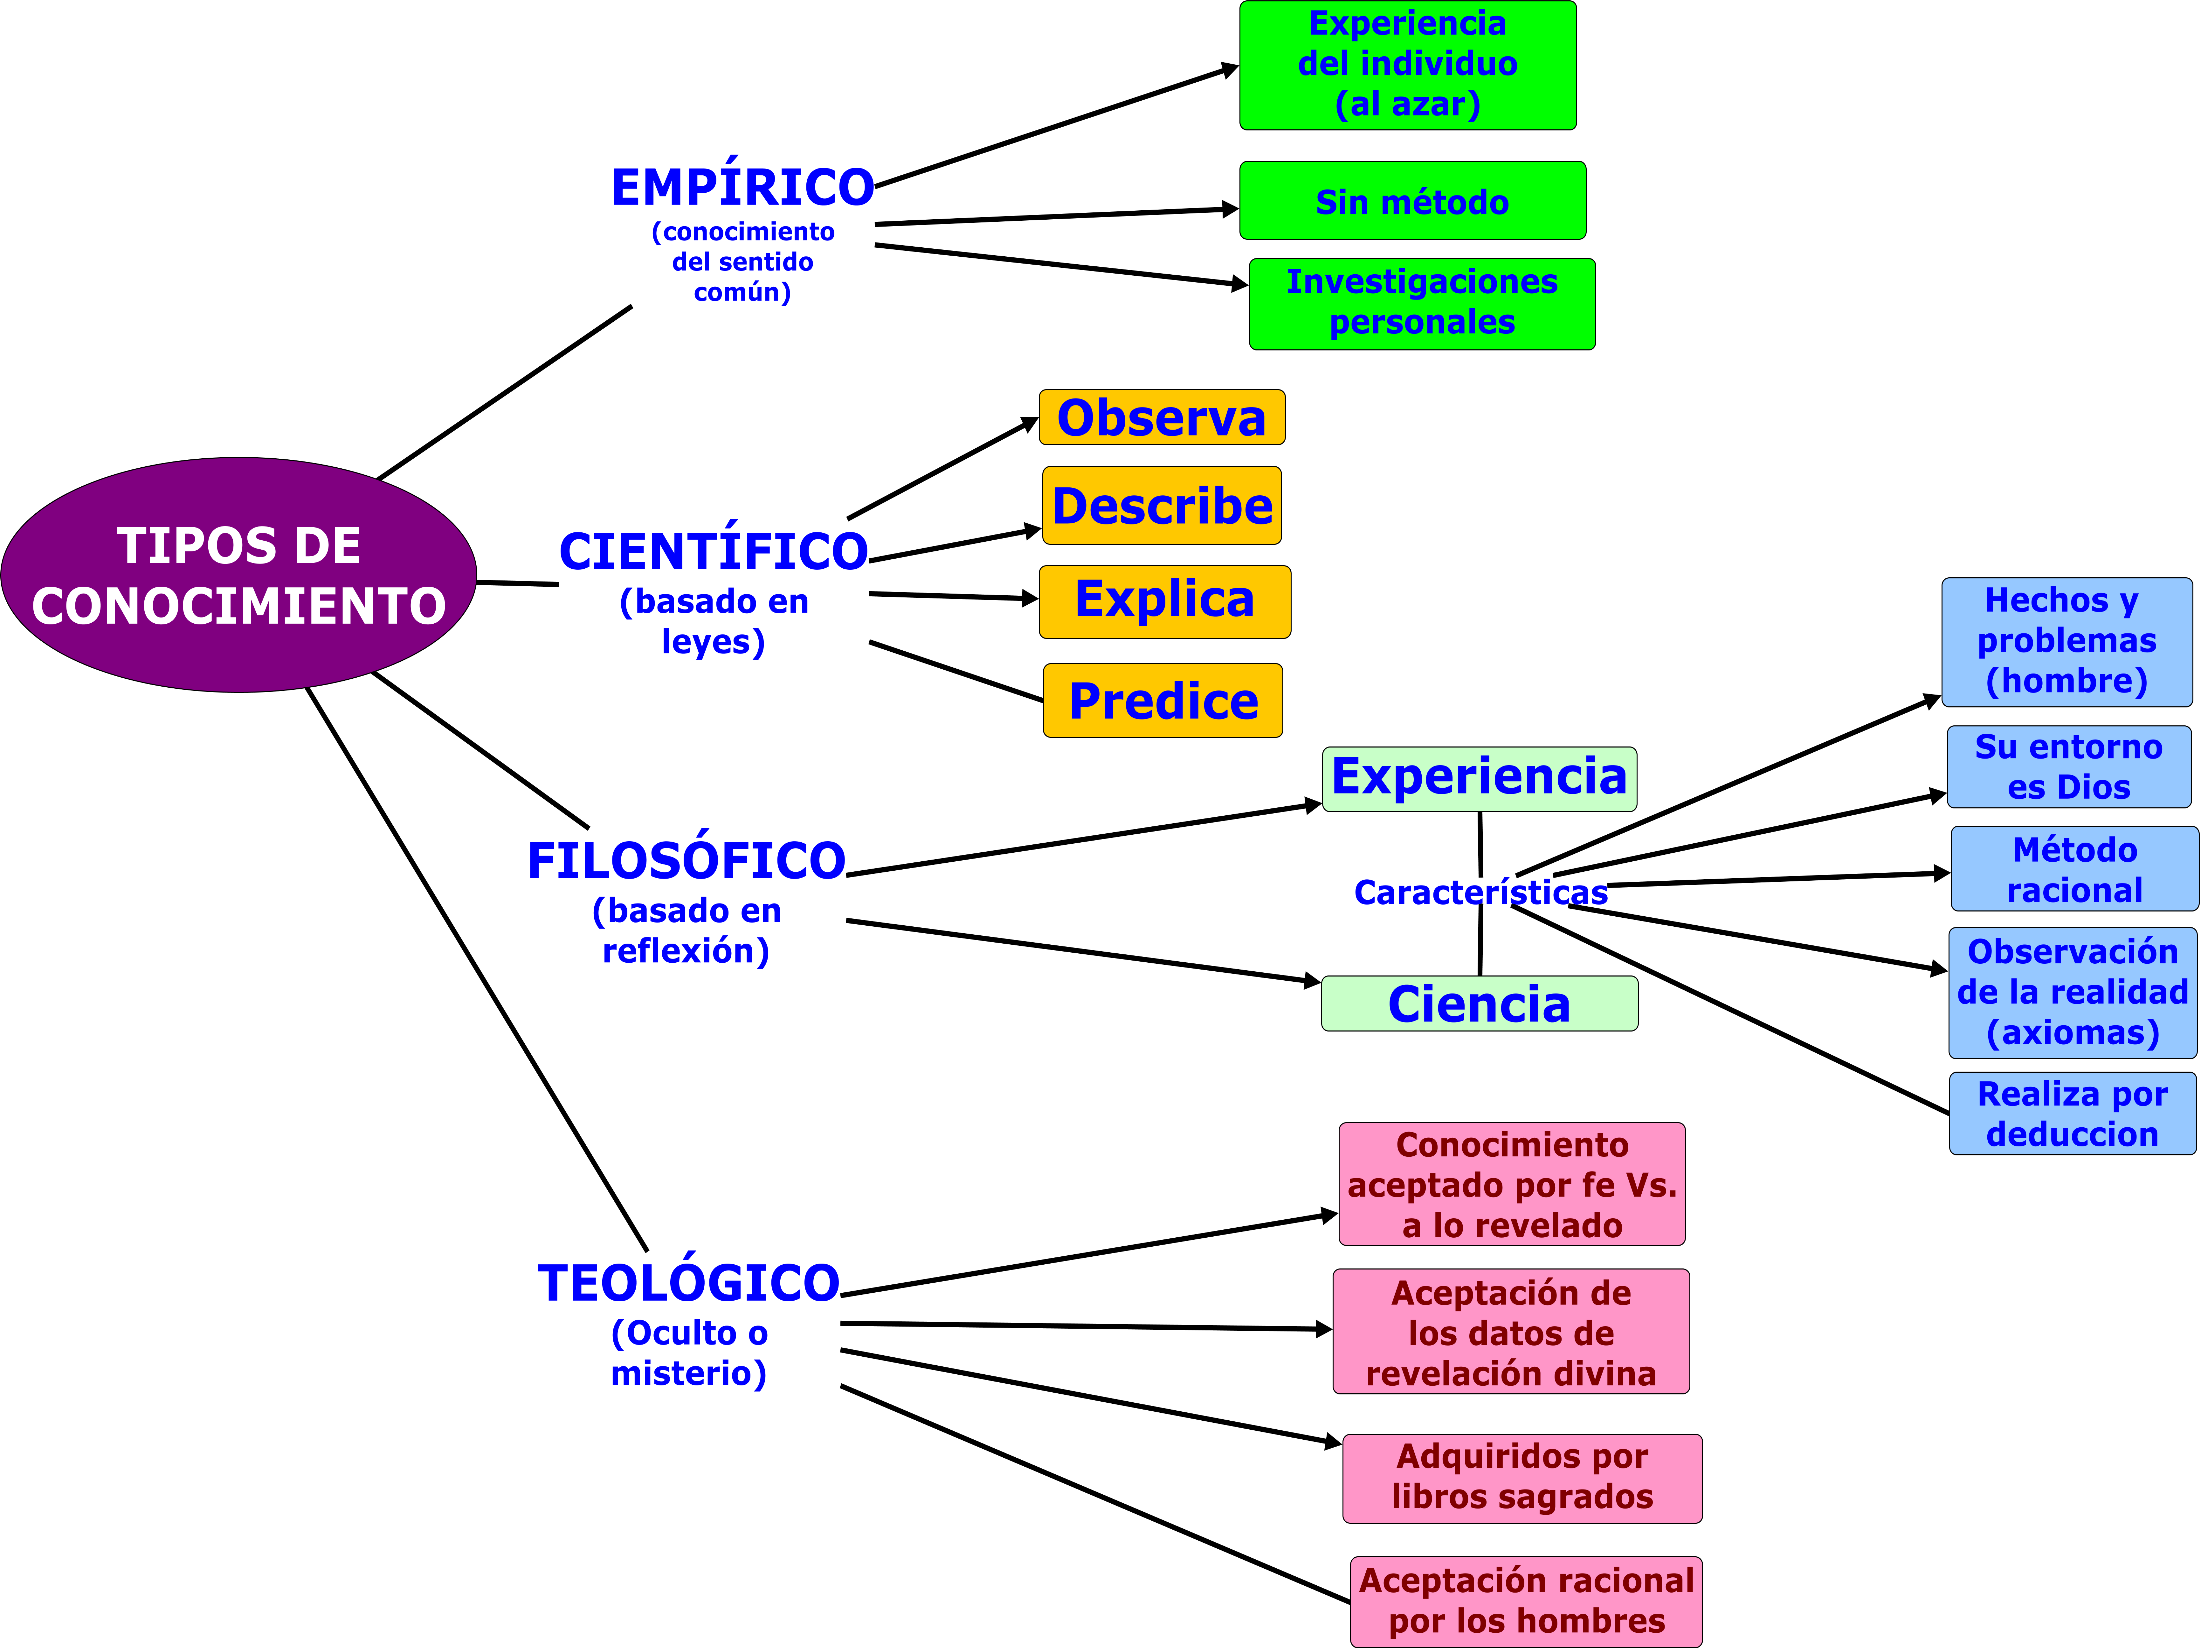 TIPOS DE
CONOCIMIENTO
EMPÍRICO
(conocimiento
del sentido
común)
Experiencia
del individuo
(al azar)
Sin método
Investigaciones
personales
CIENTÍFICO
(basado en
leyes)
Observa
Describe
Explica
Predice
FILOSÓFICO
(basado en
reflexión)
Experiencia
Características
Ciencia
Hechos y
problemas
(hombre)
Su entorno
es Dios
Método
racional
Observación
de la realidad
(axiomas)
Realiza por
deduccion
TEOLÓGICO
(Oculto o
misterio)
Conocimiento
aceptado por fe Vs.
a lo revelado
Aceptación de
los datos de
revelación divina
Adquiridos por
libros sagrados
Aceptación racional
por los hombres